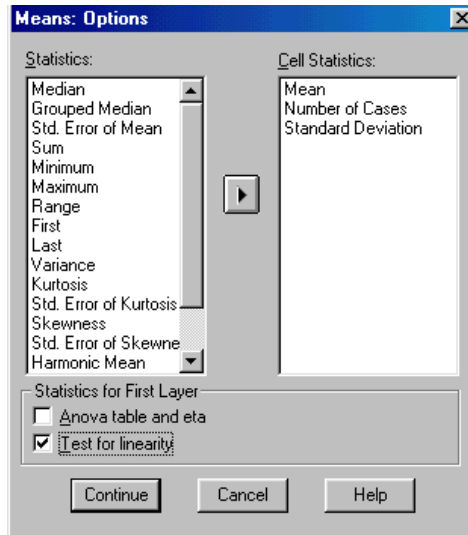 Means: Options
Statistics:
Median
Grouped Median
Std. Error of Mean
Sum
Minimum
Maximum
Range
First
Last
Variance
Kurtosis
Std. Error of Kurtosis
Skewness
Std. Error of Skewne
Harmonic Mean
Cell Statistics:
Mean
Number of Cases
Standard Deviation
Statistics for First Layer
Anova table and eta
Test for linearity
Continue
Cancel
Help